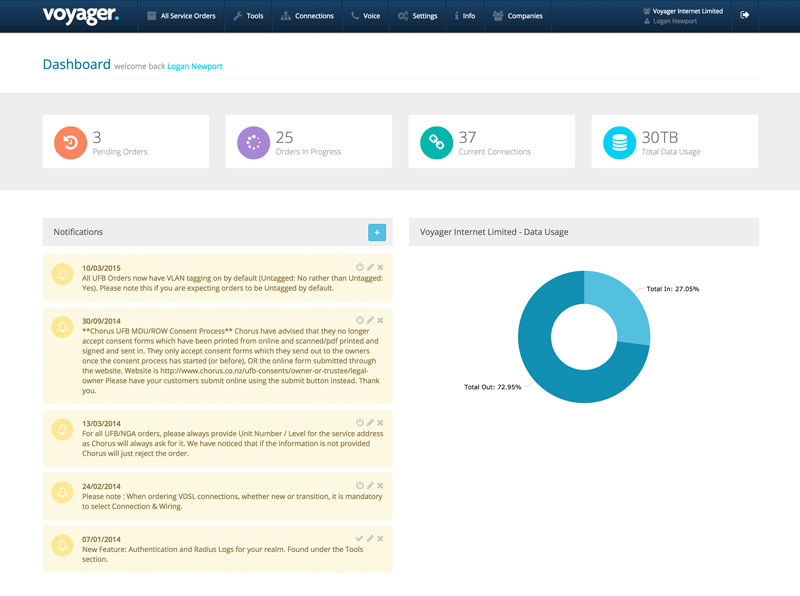 voyager.
All Service Orders
Tools
Connections
Voice
Settings
Info
Companies
Voyager Internet Limited
Logan Newport
Dashboard welcome back Logan Newport
3
Pending Orders
25
Orders In Progress
37
Current Connections
30TB
Total Data Usage
Notifications
+
10/03/2015
All UFB Orders now have VLAN tagging on by default (Untagged: No rather than Untagged:
Yes). Please note this if you are expecting orders to be Untagged by default.
30/09/2014
**Chorus UFB MDU/ROW Consent Process** Chorus have advised that they no longer
accept consent forms which have been printed from online and scanned/pdf printed and
signed and sent in. They only accept consent forms which they send out to the owners
once the consent process has started (or before), OR the online form submitted through
the website. Website is http://www.chorus.co.nz/ufb-consents/owner-or-trustee/legal-
owner Please have your customers submit online using the submit button instead. Thank
you.
13/03/2014
For all UFB/NGA orders, please always provide Unit Number / Level for the service address
as Chorus will always ask for it. We have noticed that if the information is not provided
Chorus will just reject the order.
24/02/2014
Please note : When ordering VDSL connections, whether new or transition, it is mandatory
to select Connection & Wiring.
07/01/2014
New Feature: Authentication and Radius Logs for your realm. Found under the Tools
section.
Voyager Internet Limited - Data Usage
Total In: 27.05%
Total Out: 72.95%